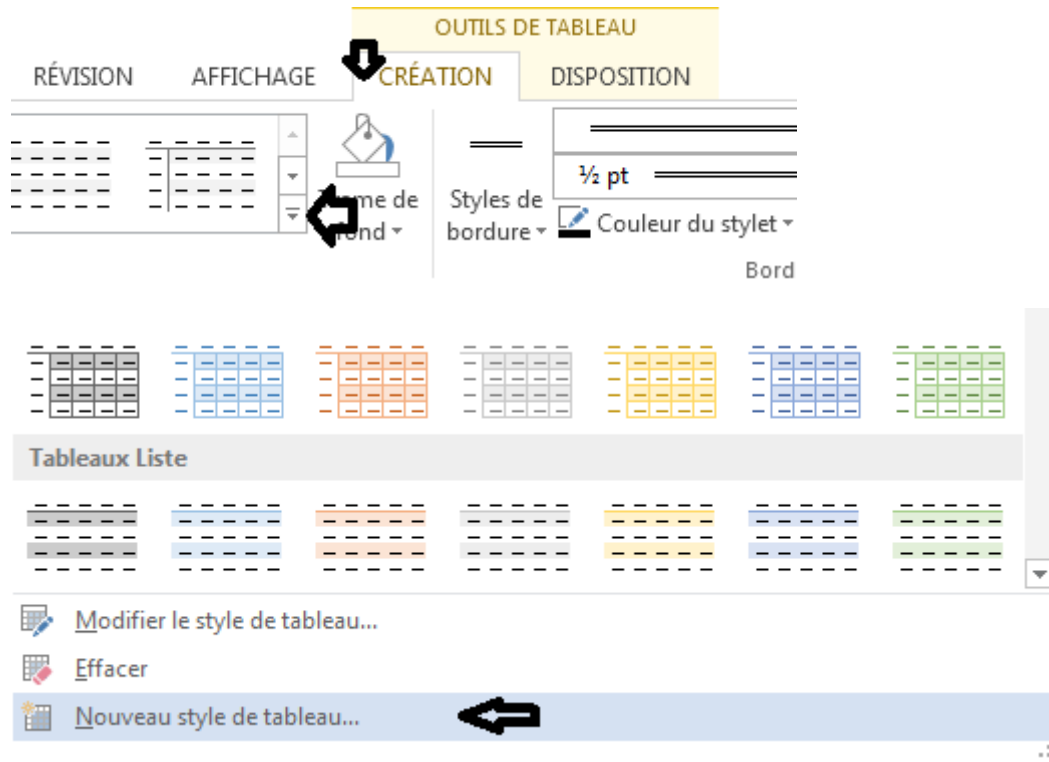 OUTILS DE TABLEAU
RÉVISION AFFICHAGE CRÉATION DISPOSITION
½ pt
de Styles de
bordure Couleur du stylet
Bord
Tableaux Liste
Modifier le style de tableau...
Effacer
Nouveau style de tableau...